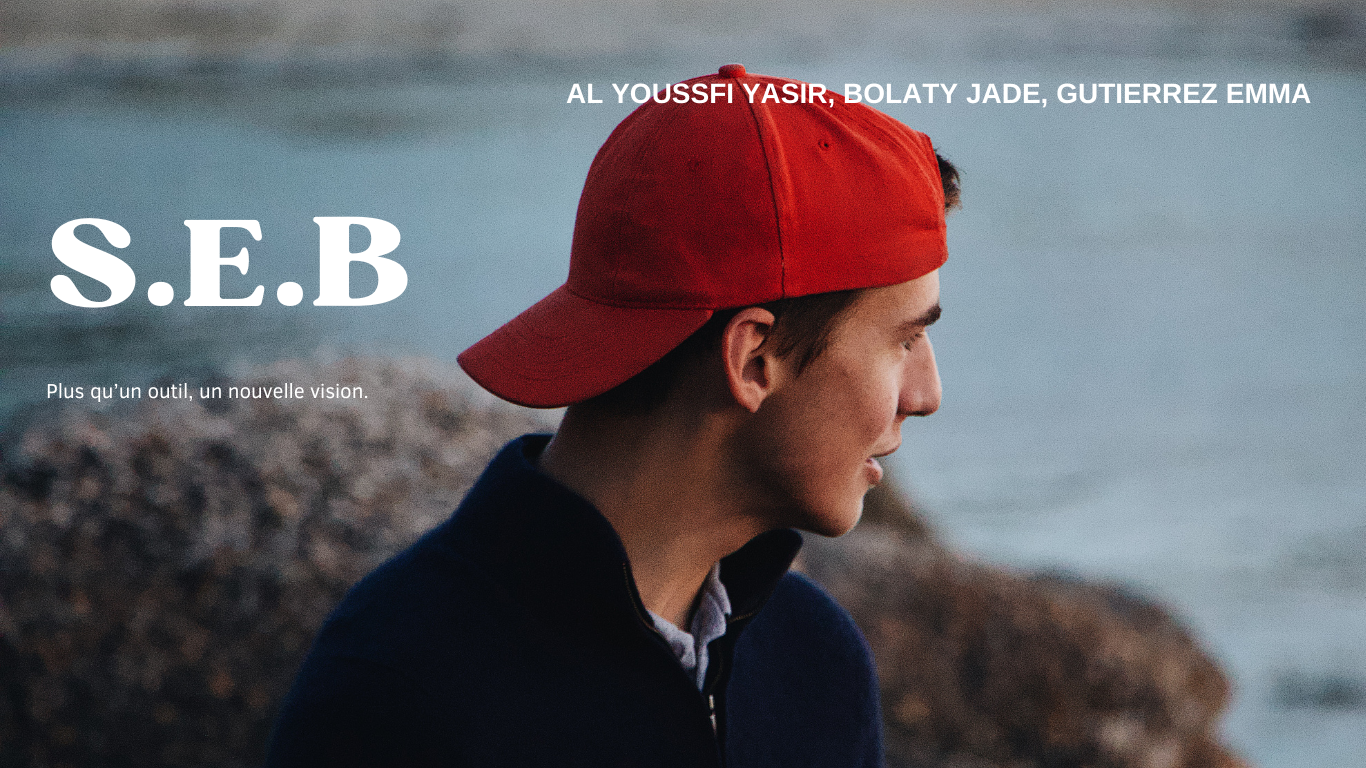 AL YOUSSFI YASIR, BOLATY JADE, GUTIERREZ EMMA
S.E.B
Plus qu’un outil, un nouvelle vision.